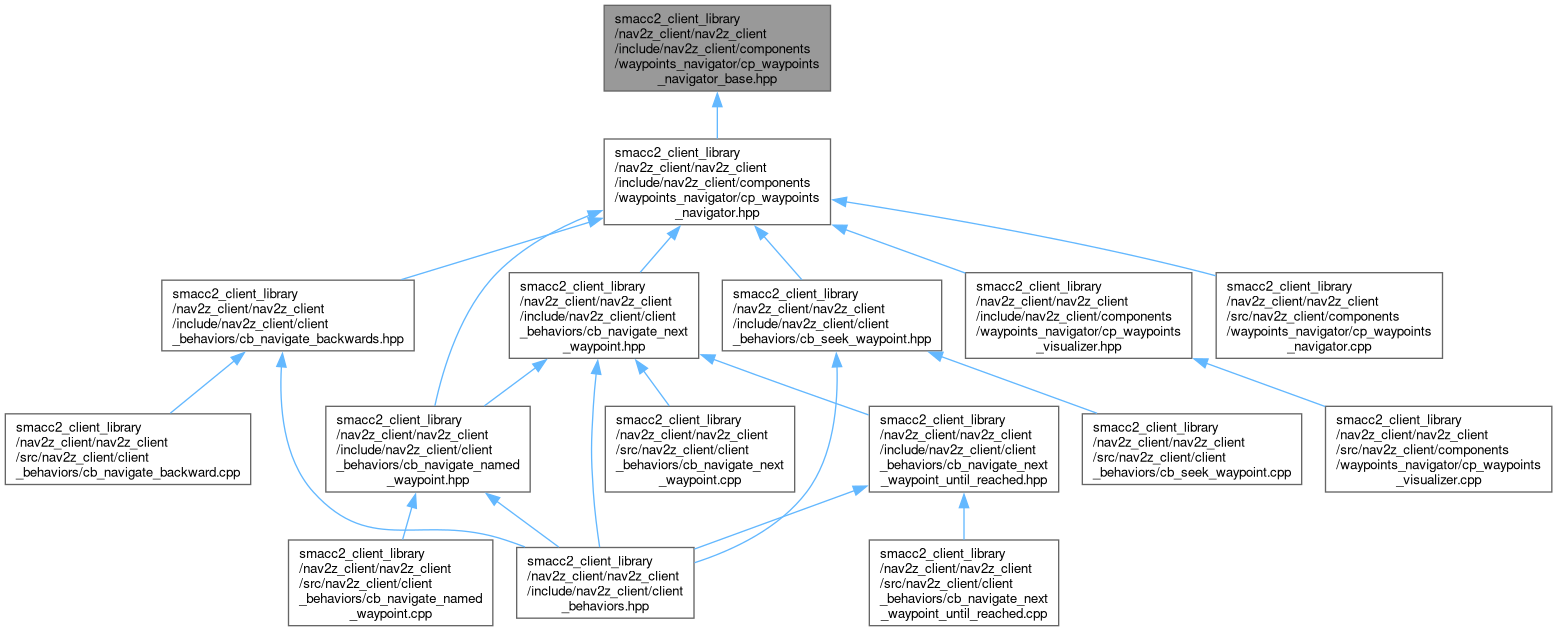 smacc2_client_library
/nav2z_client/nav2z_client
/include/nav2z_client/components
/waypoints_navigator/cp_waypoints
_navigator_base.hpp
smacc2_client_library
/nav2z_client/nav2z_client
/include/nav2z_client/components
/waypoints_navigator/cp_waypoints
_navigator.hpp
smacc2_client_library
/nav2z_client/nav2z_client
/include/nav2z_client/client
_behaviors/cb_navigate_backwards.hpp
smacc2_client_library
/nav2z_client/nav2z_client
/include/nav2z_client/client
_behaviors/cb_navigate_next
_waypoint.hpp
smacc2_client_library
/nav2z_client/nav2z_client
/include/nav2z_client/client
_behaviors/cb_seek_waypoint.hpp
smacc2_client_library
/nav2z_client/nav2z_client
/include/nav2z_client/components
/waypoints_navigator/cp_waypoints
_visualizer.hpp
smacc2_client_library
/nav2z_client/nav2z_client
/src/nav2z_client/components
/waypoints_navigator/cp_waypoints
_navigator.cpp
smacc2_client_library
/nav2z_client/nav2z_client
/src/nav2z_client/client
_behaviors/cb_navigate_backward.cpp
smacc2_client_library
/nav2z_client/nav2z_client
/include/nav2z_client/client
_behaviors/cb_navigate_named
_waypoint.hpp
smacc2_client_library
/nav2z_client/nav2z_client
/src/nav2z_client/client
_behaviors/cb_navigate_next
_waypoint.cpp
smacc2_client_library
/nav2z_client/nav2z_client
/include/nav2z_client/client
_behaviors/cb_navigate_next
_waypoint_until_reached.hpp
smacc2_client_library
/nav2z_client/nav2z_client
/src/nav2z_client/client
_behaviors/cb_seek_waypoint.cpp
smacc2_client_library
/nav2z_client/nav2z_client
/src/nav2z_client/components
/waypoints_navigator/cp_waypoints
_visualizer.cpp
smacc2_client_library
/nav2z_client/nav2z_client
/src/nav2z_client/client
_behaviors/cb_navigate_named
_waypoint.cpp
smacc2_client_library
/nav2z_client/nav2z_client
/include/nav2z_client/client
_behaviors.hpp
smacc2_client_library
/nav2z_client/nav2z_client
/src/nav2z_client/client
_behaviors/cb_navigate_next
_waypoint_until_reached.cpp